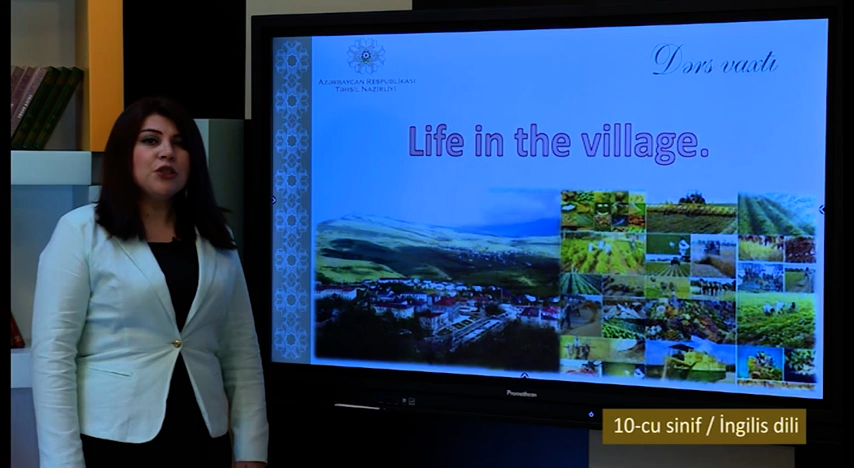 AZƏRBAYCAN RESPUBLİKASI
TƏHSİL NAZİRLİYİ
Dərs vaxtı
Life in the village.
Promethean
10-cu sinif / İngilis dili